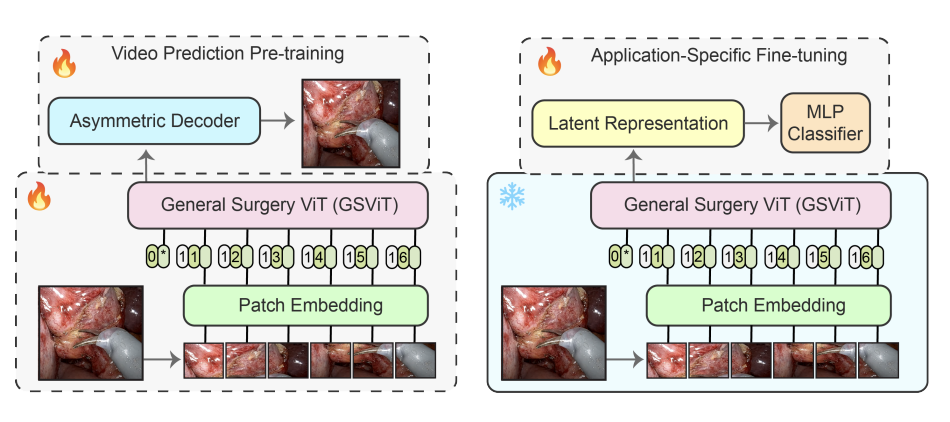 Video Prediction Pre-training
Asymmetric Decoder
General Surgery ViT (GSViT)
0 * 1 1 1 2 1 3 1 4 1 5 1 6
Patch Embedding
Application-Specific Fine-tuning
Latent Representation
MLP
Classifier
General Surgery ViT (GSViT)
0 * 1 1 1 2 1 3 1 4 1 5 1 6
Patch Embedding